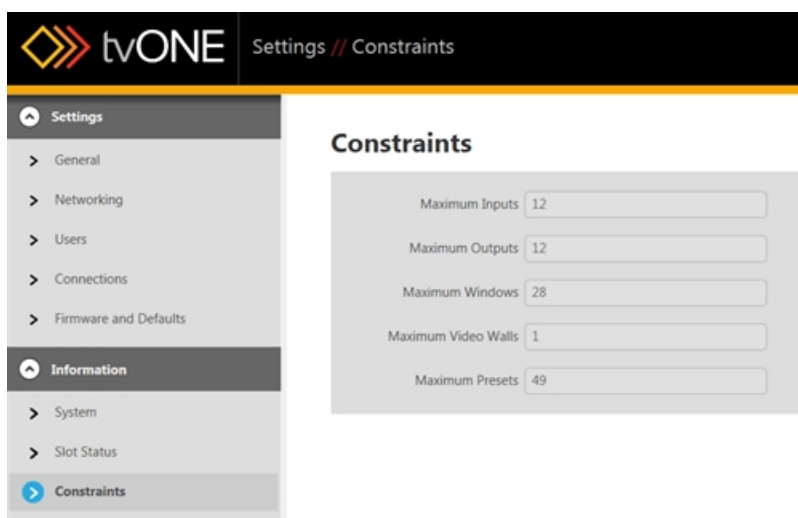 tvONE
Settings // Constraints
Settings
General
Networking
Users
Connections
Firmware and Defaults
Information
System
Slot Status
Constraints
Constraints
Maximum Inputs 12
Maximum Outputs 12
Maximum Windows 28
Maximum Video Walls 1
Maximum Presets 49